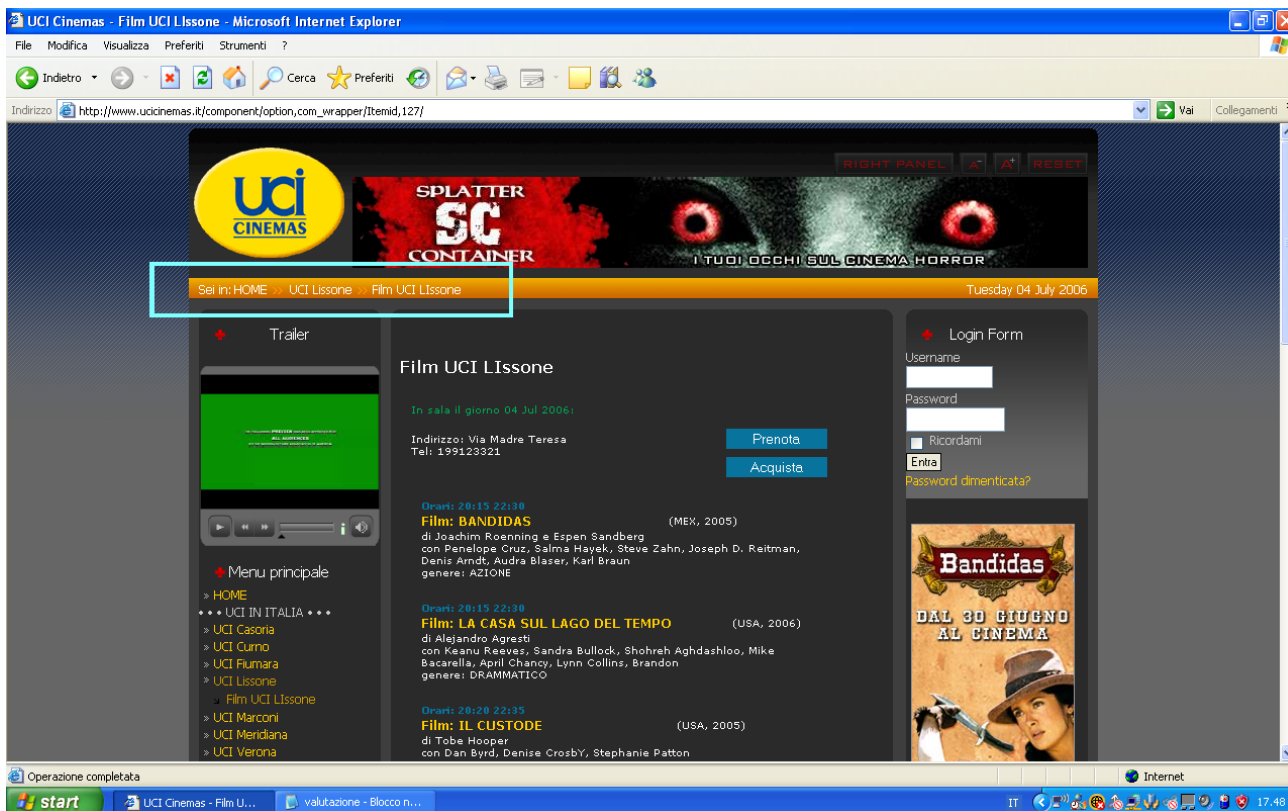 UCI Cinemas - Film UCI LIssone - Microsoft Internet Explorer
File Modifica Visualizza Preferiti Strumenti ?
Indietro Cerca Preferiti
Indirizzo http://www.ucicinemas.it/component/option,com_wrapper/Itemid,127/ Vai Collegamenti
RIGHT PANEL A- A+ RESET
uci
CINEMAS
SPLATTER
SC
CONTAINER
I TUOI OCCHI SUL CINEMA HORROR
Sei in: HOME » UCI Lissone » Film UCI LIssone
Tuesday 04 July 2006
Trailer
PREVIEW
ALL AUDIENCES
i
Menu principale
» HOME
• • • UCI IN ITALIA • • •
» UCI Casoria
» UCI Curno
» UCI Fiumara
» UCI Lissone
Film UCI LIssone
» UCI Marconi
» UCI Meridiana
» UCI Verona
Film UCI LIssone
In sala il giorno 04 Jul 2006:
Indirizzo: Via Madre Teresa
Tel: 199123321
Prenota
Acquista
Orari: 20:15 22:30
Film: BANDIDAS (MEX, 2005)
di Joachim Roenning e Espen Sandberg
con Penelope Cruz, Salma Hayek, Steve Zahn, Joseph D. Reitman,
Denis Arndt, Audra Blaser, Karl Braun
genere: AZIONE
Orari: 20:15 22:30
Film: LA CASA SUL LAGO DEL TEMPO (USA, 2006)
di Alejandro Agresti
con Keanu Reeves, Sandra Bullock, Shohreh Aghdashloo, Mike
Bacarella, April Chancy, Lynn Collins, Brandon
genere: DRAMMATICO
Orari: 20:20 22:35
Film: IL CUSTODE (USA, 2005)
di Tobe Hooper
con Dan Byrd, Denise CrosbY, Stephanie Patton
Login Form
Username
Password
Ricordami
Entra
Password dimenticata?
Bandidas
DAL 30 GIUGNO
AL CINEMA
Operazione completata
Internet
start
UCI Cinemas - Film U...
valutazione - Blocco n...
IT
17.48